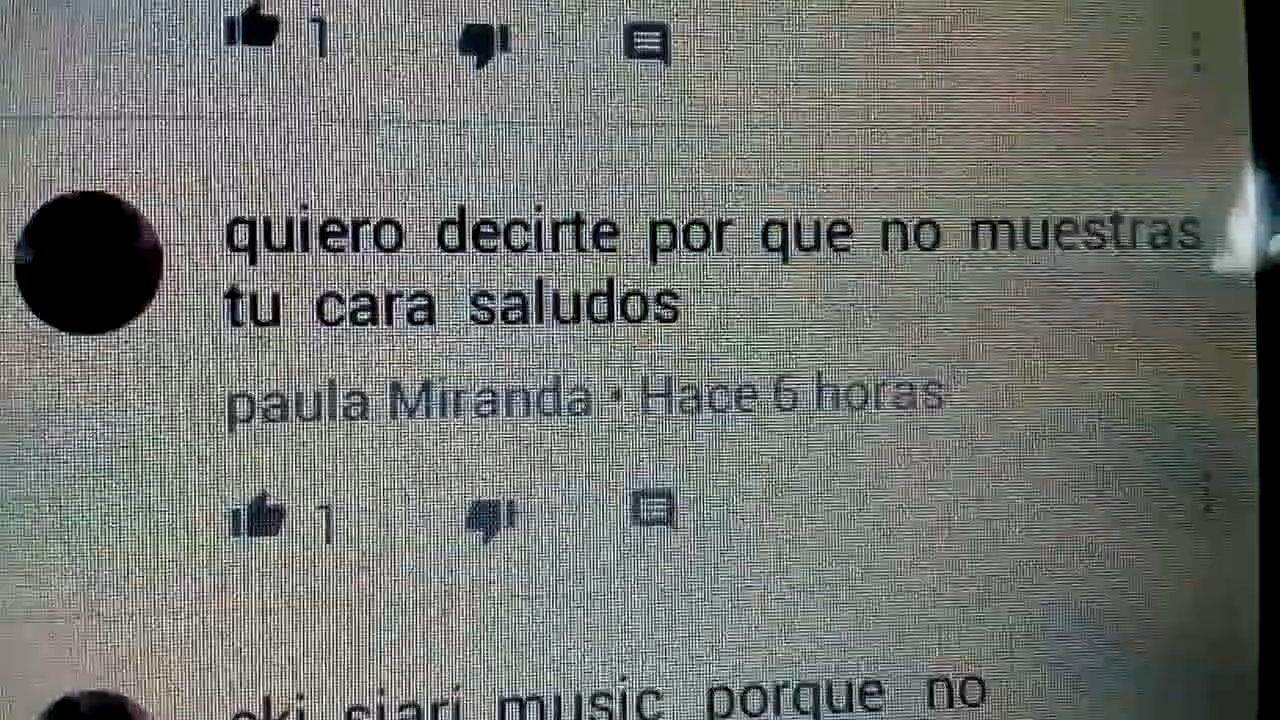 1
quiero decirte por que no muestras
tu cara saludos
paula Miranda • Hace 6 horas
1
music porque no